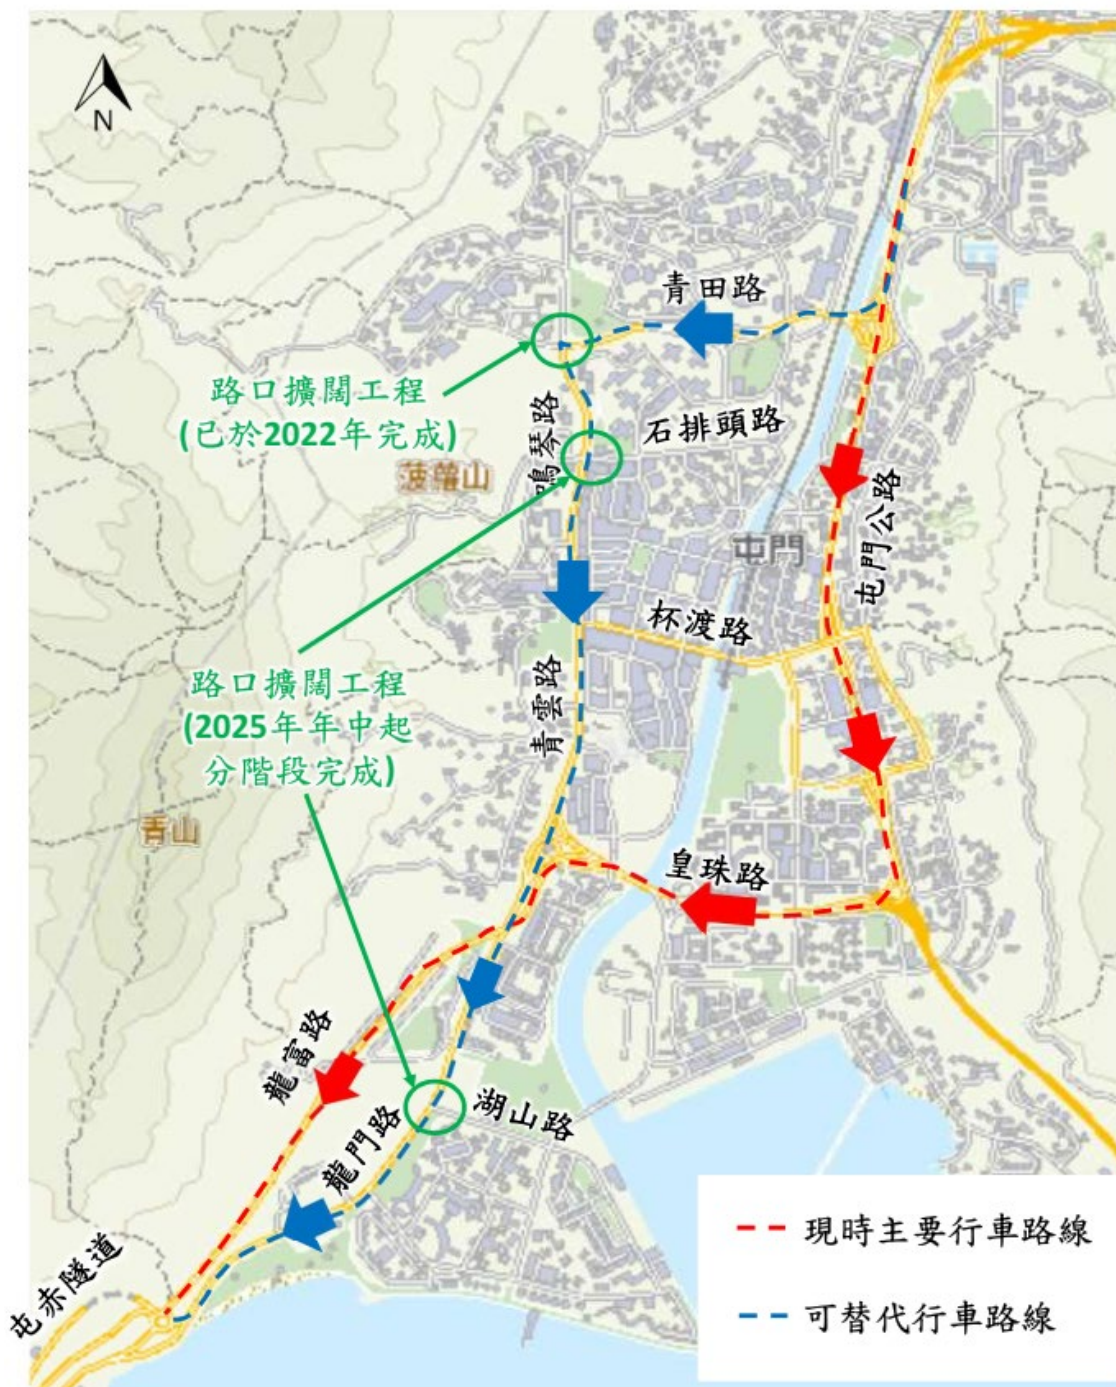 N
青田路
路口擴闊工程
(已於2022年完成)
鳴琴路
石排頭路
菠蘿山
屯門公路
屯門
杯渡路
路口擴闊工程
(2025年年中起
分階段完成)
青雲路
青山
皇珠路
龍富路
湖山路
龍門路
屯赤隧道
現時主要行車路線
可替代行車路線